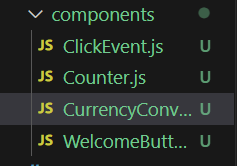 components
JS ClickEvent.js U
JS Counter.js U
JS CurrencyConv... U
JS WelcomeButt... U